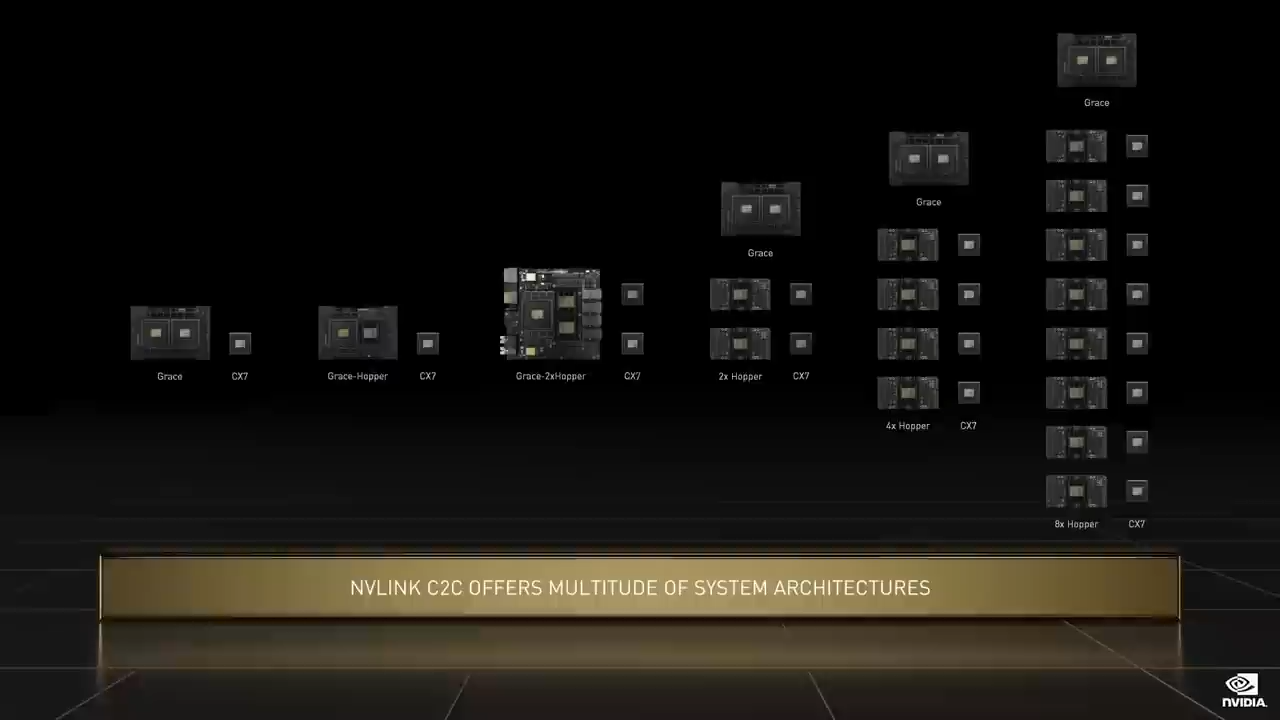 Grace
Grace
Grace
Grace CX7
Grace-Hopper CX7
Grace-2xHopper CX7
2x Hopper CX7
4x Hopper CX7
8x Hopper CX7
NVLINK C2C OFFERS MULTITUDE OF SYSTEM ARCHITECTURES
NVIDIA.